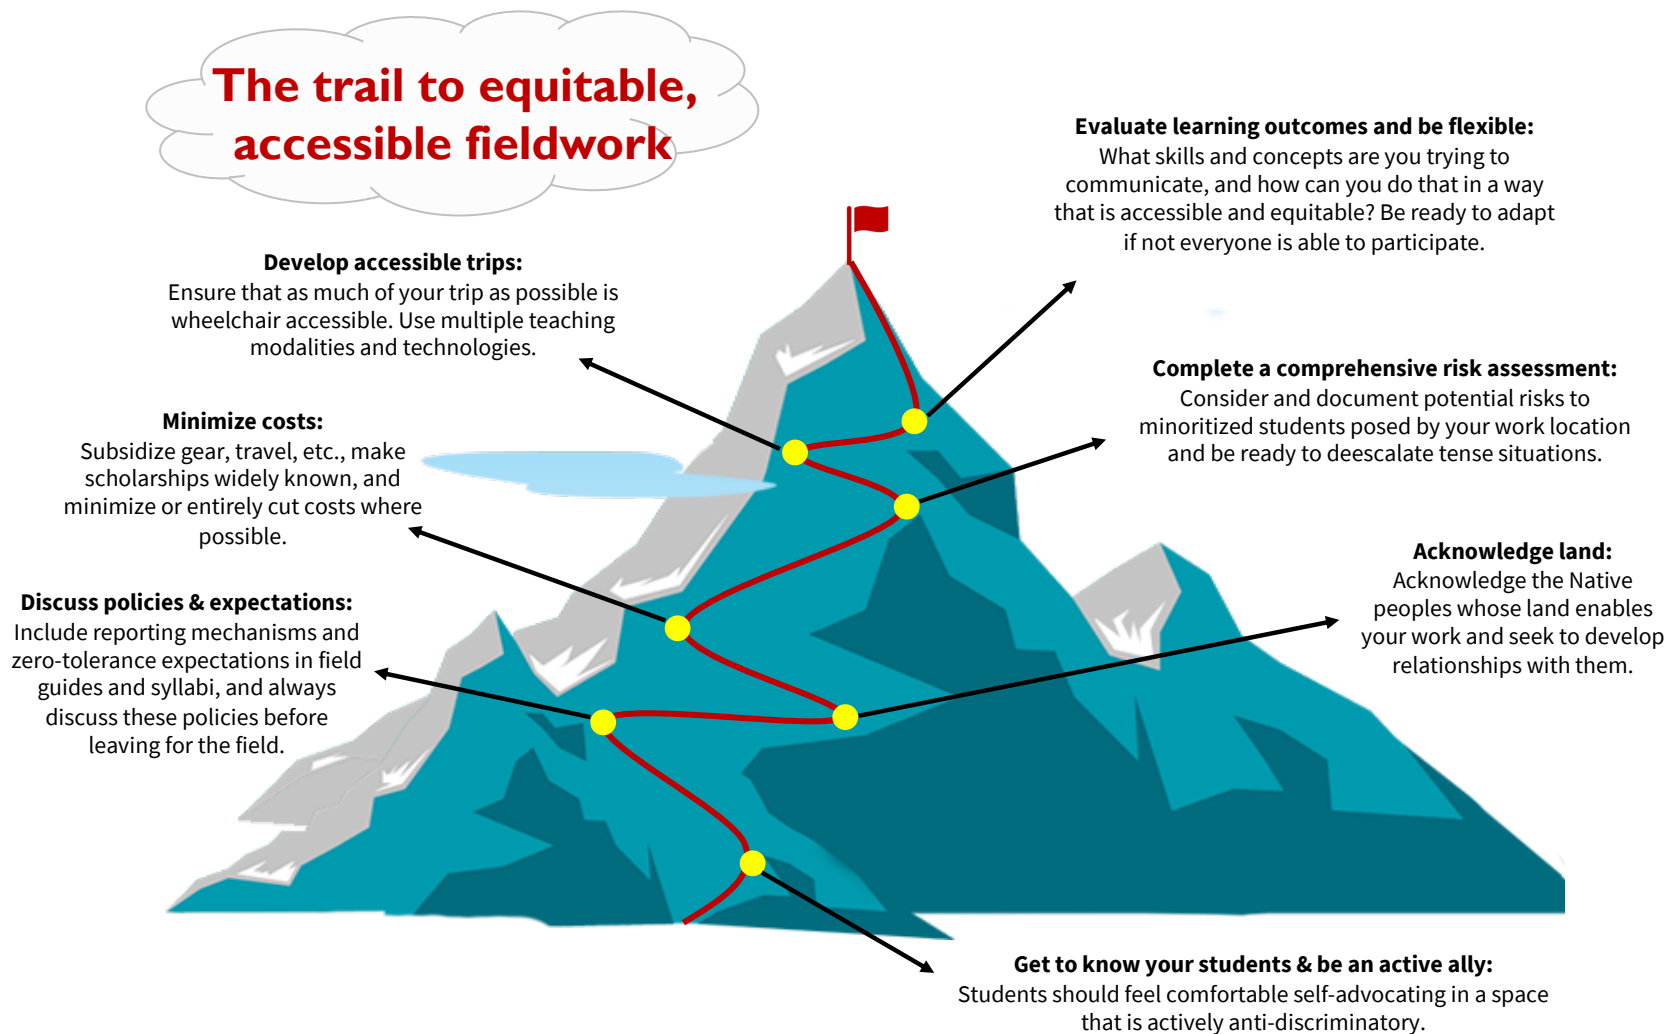 The trail to equitable,
accessible fieldwork
Evaluate learning outcomes and be flexible:
What skills and concepts are you trying to
communicate, and how can you do that in a way
that is accessible and equitable? Be ready to adapt
if not everyone is able to participate.
Develop accessible trips:
Ensure that as much of your trip as possible is
wheelchair accessible. Use multiple teaching
modalities and technologies.
Complete a comprehensive risk assessment:
Consider and document potential risks to
minoritized students posed by your work location
and be ready to deescalate tense situations.
Minimize costs:
Subsidize gear, travel, etc., make
scholarships widely known, and
minimize or entirely cut costs where
possible.
Acknowledge land:
Acknowledge the Native
peoples whose land enables
your work and seek to develop
relationships with them.
Discuss policies & expectations:
Include reporting mechanisms and
zero-tolerance expectations in field
guides and syllabi, and always
discuss these policies before
leaving for the field.
Get to know your students & be an active ally:
Students should feel comfortable self-advocating in a space
that is actively anti-discriminatory.